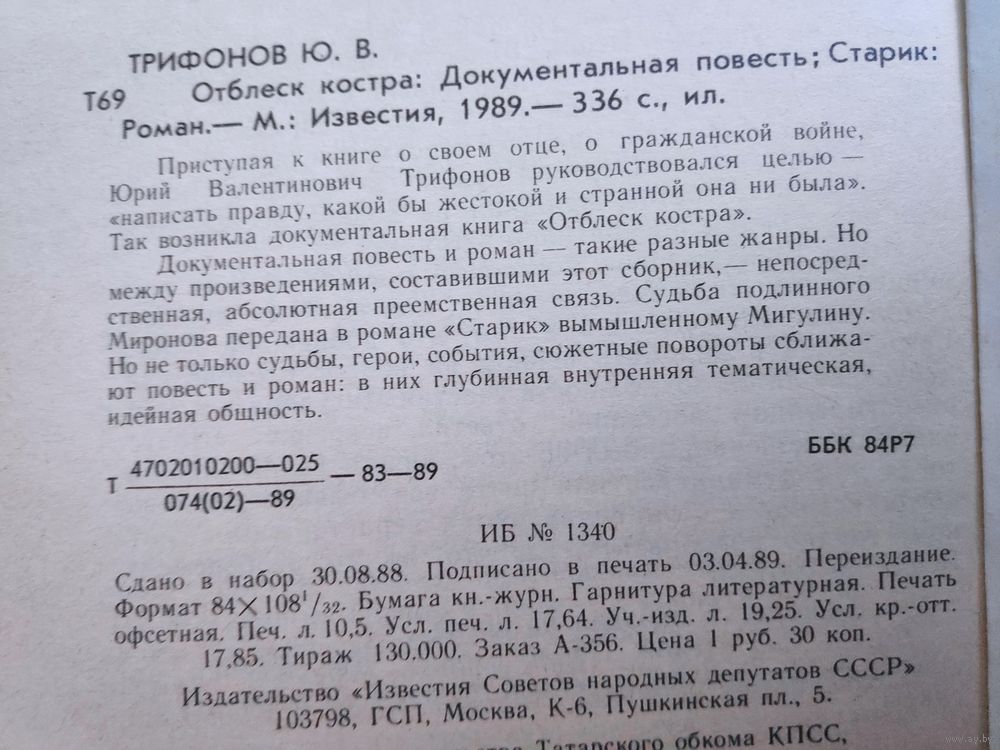 ТРИФОНОВ Ю. В.
Т69 Отблеск костра: Документальная повесть; Старик:
Роман.— М.: Известия, 1989.— 336 с., ил.
Приступая к книге о своем отце, о гражданской войне,
Юрий Валентинович Трифонов руководствовался целью —
«написать правду, какой бы жестокой и странной она ни была».
Так возникла документальная книга «Отблеск костра».
Документальная повесть и роман — такие разные жанры. Но
между произведениями, составившими этот сборник,— непосред-
ственная, абсолютная преемственная связь. Судьба подлинного
Миронова передана в романе «Старик» вымышленному Мигулину.
Но не только судьбы, герои, события, сюжетные повороты сближа-
ют повесть и роман: в них глубинная внутренняя тематическая,
идейная общность.
Т 4702010200—025 — 83—89
074(02)—89
ББК 84Р7
ИБ № 1340
Сдано в набор 30.08.88. Подписано в печать 03.04.89. Переиздание.
Формат 84×108¹/₃₂. Бумага кн.-журн. Гарнитура литературная. Печать
офсетная. Печ. л. 10,5. Усл. печ. л. 17,64. Уч.-изд. л. 19,25. Усл. кр.-отт.
17,85. Тираж 130.000. Заказ А-356. Цена 1 руб. 30 коп.
Издательство «Известия Советов народных депутатов СССР»
103798, ГСП, Москва, К-6, Пушкинская пл., 5.
Татарского обкома КПСС,
www.ay.by